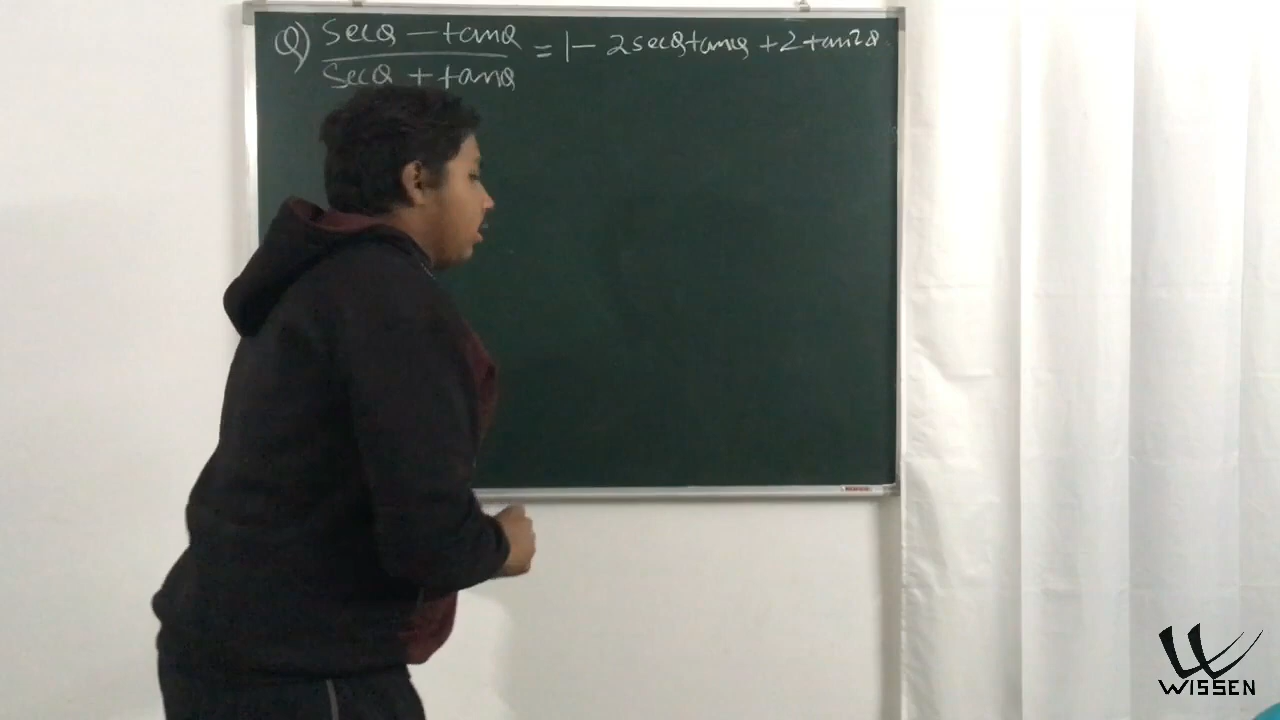 Q) secθ - tanθ / secθ + tanθ = 1 - 2secθtanθ + 2tan²θ
WISSEN